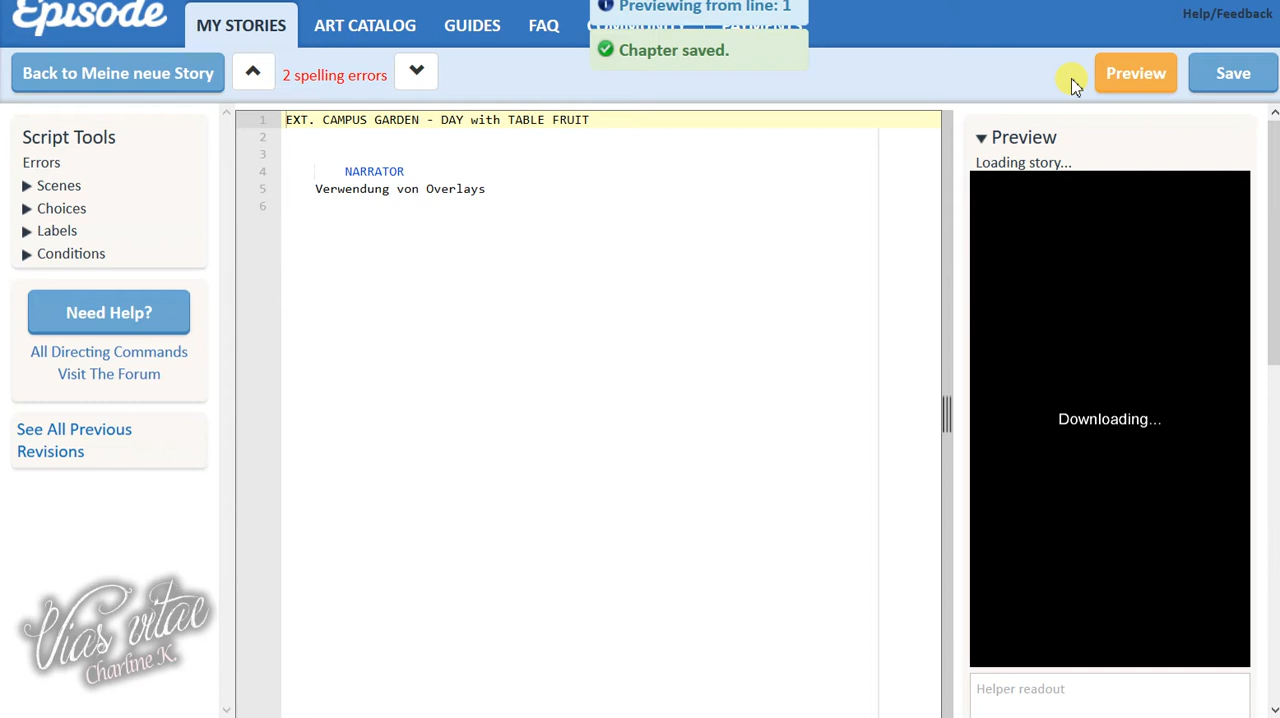 Episode
MY STORIES
ART CATALOG
GUIDES
FAQ
COMMUNITY
PAYMENTS
Help/Feedback
Previewing from line: 1
Chapter saved.
Back to Meine neue Story
2 spelling errors
Preview
Save
Script Tools
Errors
Scenes
Choices
Labels
Conditions
Need Help?
All Directing Commands
Visit The Forum
See All Previous
Revisions
Vias vitae
Charline K.
1 EXT. CAMPUS GARDEN - DAY with TABLE FRUIT
2
3
4 NARRATOR
5 Verwendung von Overlays
6
Preview
Loading story...
Downloading...
Helper readout